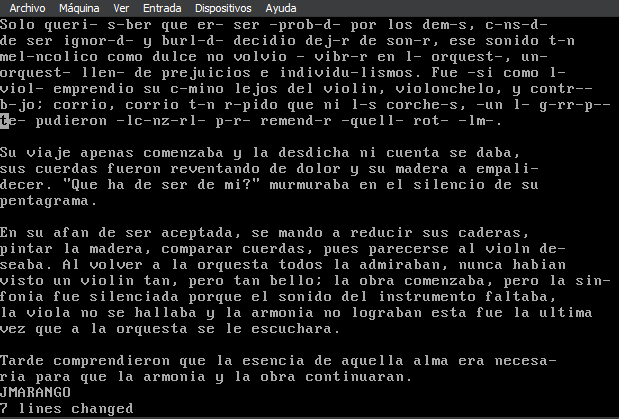 Archivo Máquina Ver Entrada Dispositivos Ayuda
Solo queri- s-ber que er- ser -prob-d- por los dem-s, c-ns-d-
de ser ignor-d- y burl-d- decidio dej-r de son-r, ese sonido t-n
mel-ncolico como dulce no volvio - vibr-r en l- orquest-, un-
orquest- llen- de prejuicios e individu-lismos. Fue -si como l-
viol- emprendio su c-mino lejos del violin, violonchelo, y contr--
b-jo; corrio, corrio t-n r-pido que ni l-s corche-s, -un l- g-rr-p--
te- pudieron -lc-nz-rl- p-r- remend-r -quell- rot- -lm-.
Su viaje apenas comenzaba y la desdicha ni cuenta se daba,
sus cuerdas fueron reventando de dolor y su madera a empali-
decer. "Que ha de ser de mi?" murmuraba en el silencio de su
pentagrama.
En su afan de ser aceptada, se mando a reducir sus caderas,
pintar la madera, comparar cuerdas, pues parecerse al violn de-
seaba. Al volver a la orquesta todos la admiraban, nunca habian
visto un violin tan, pero tan bello; la obra comenzaba, pero la sin-
fonia fue silenciada porque el sonido del instrumento faltaba,
la viola no se hallaba y la armonia no lograban esta fue la ultima
vez que a la orquesta se le escuchara.
Tarde comprendieron que la esencia de aquella alma era necesa-
ria para que la armonia y la obra continuaran.
JMARANGO
7 lines changed